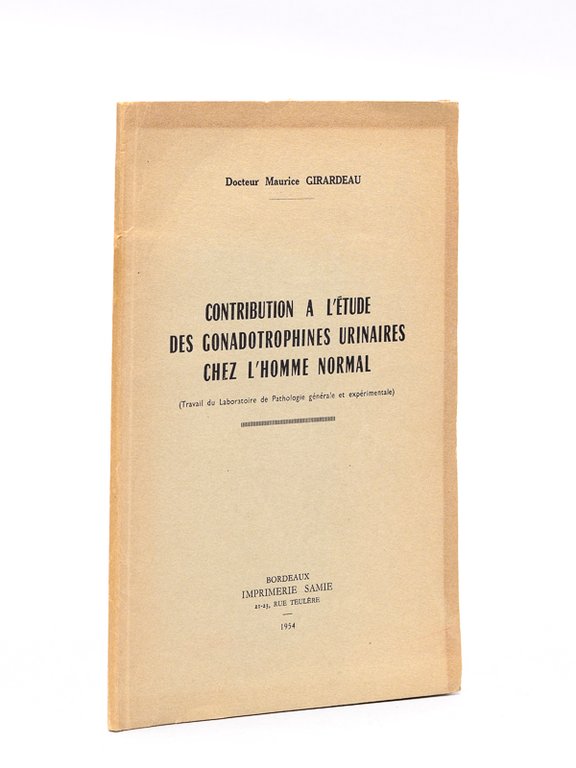 Docteur Maurice GIRARDEAU
CONTRIBUTION A L'ÉTUDE
DES GONADOTROPHINES URINAIRES
CHEZ L'HOMME NORMAL
(Travail du Laboratoire de Pathologie générale et expérimentale)
BORDEAUX
IMPRIMERIE SAMIE
21-23, RUE TEULÈRE
1954